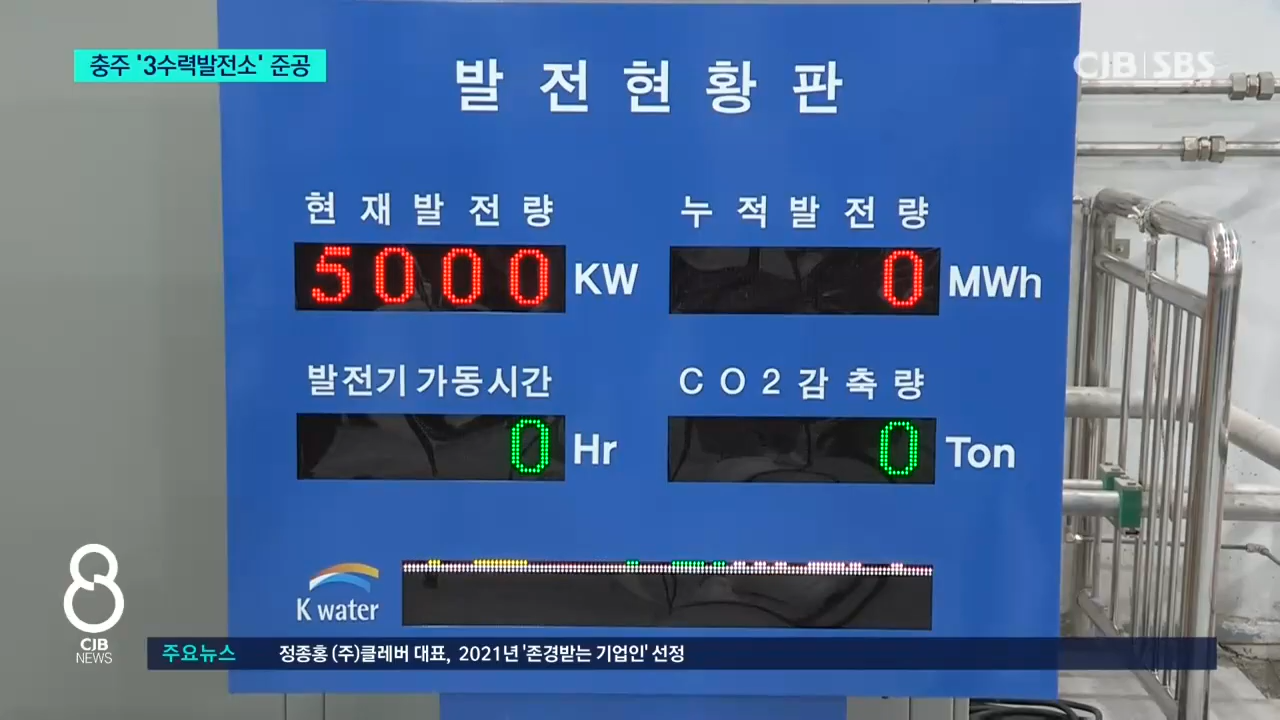 충주 '3수력발전소' 준공
CJB SBS
발전현황판
현재발전량
누적발전량
5000 KW
0 MWh
발전기 가동시간
CO2감축량
0 Hr
0 Ton
K water
8
CJB
NEWS
주요뉴스 정종홍 (주)클레버 대표, 2021년 '존경받는 기업인' 선정